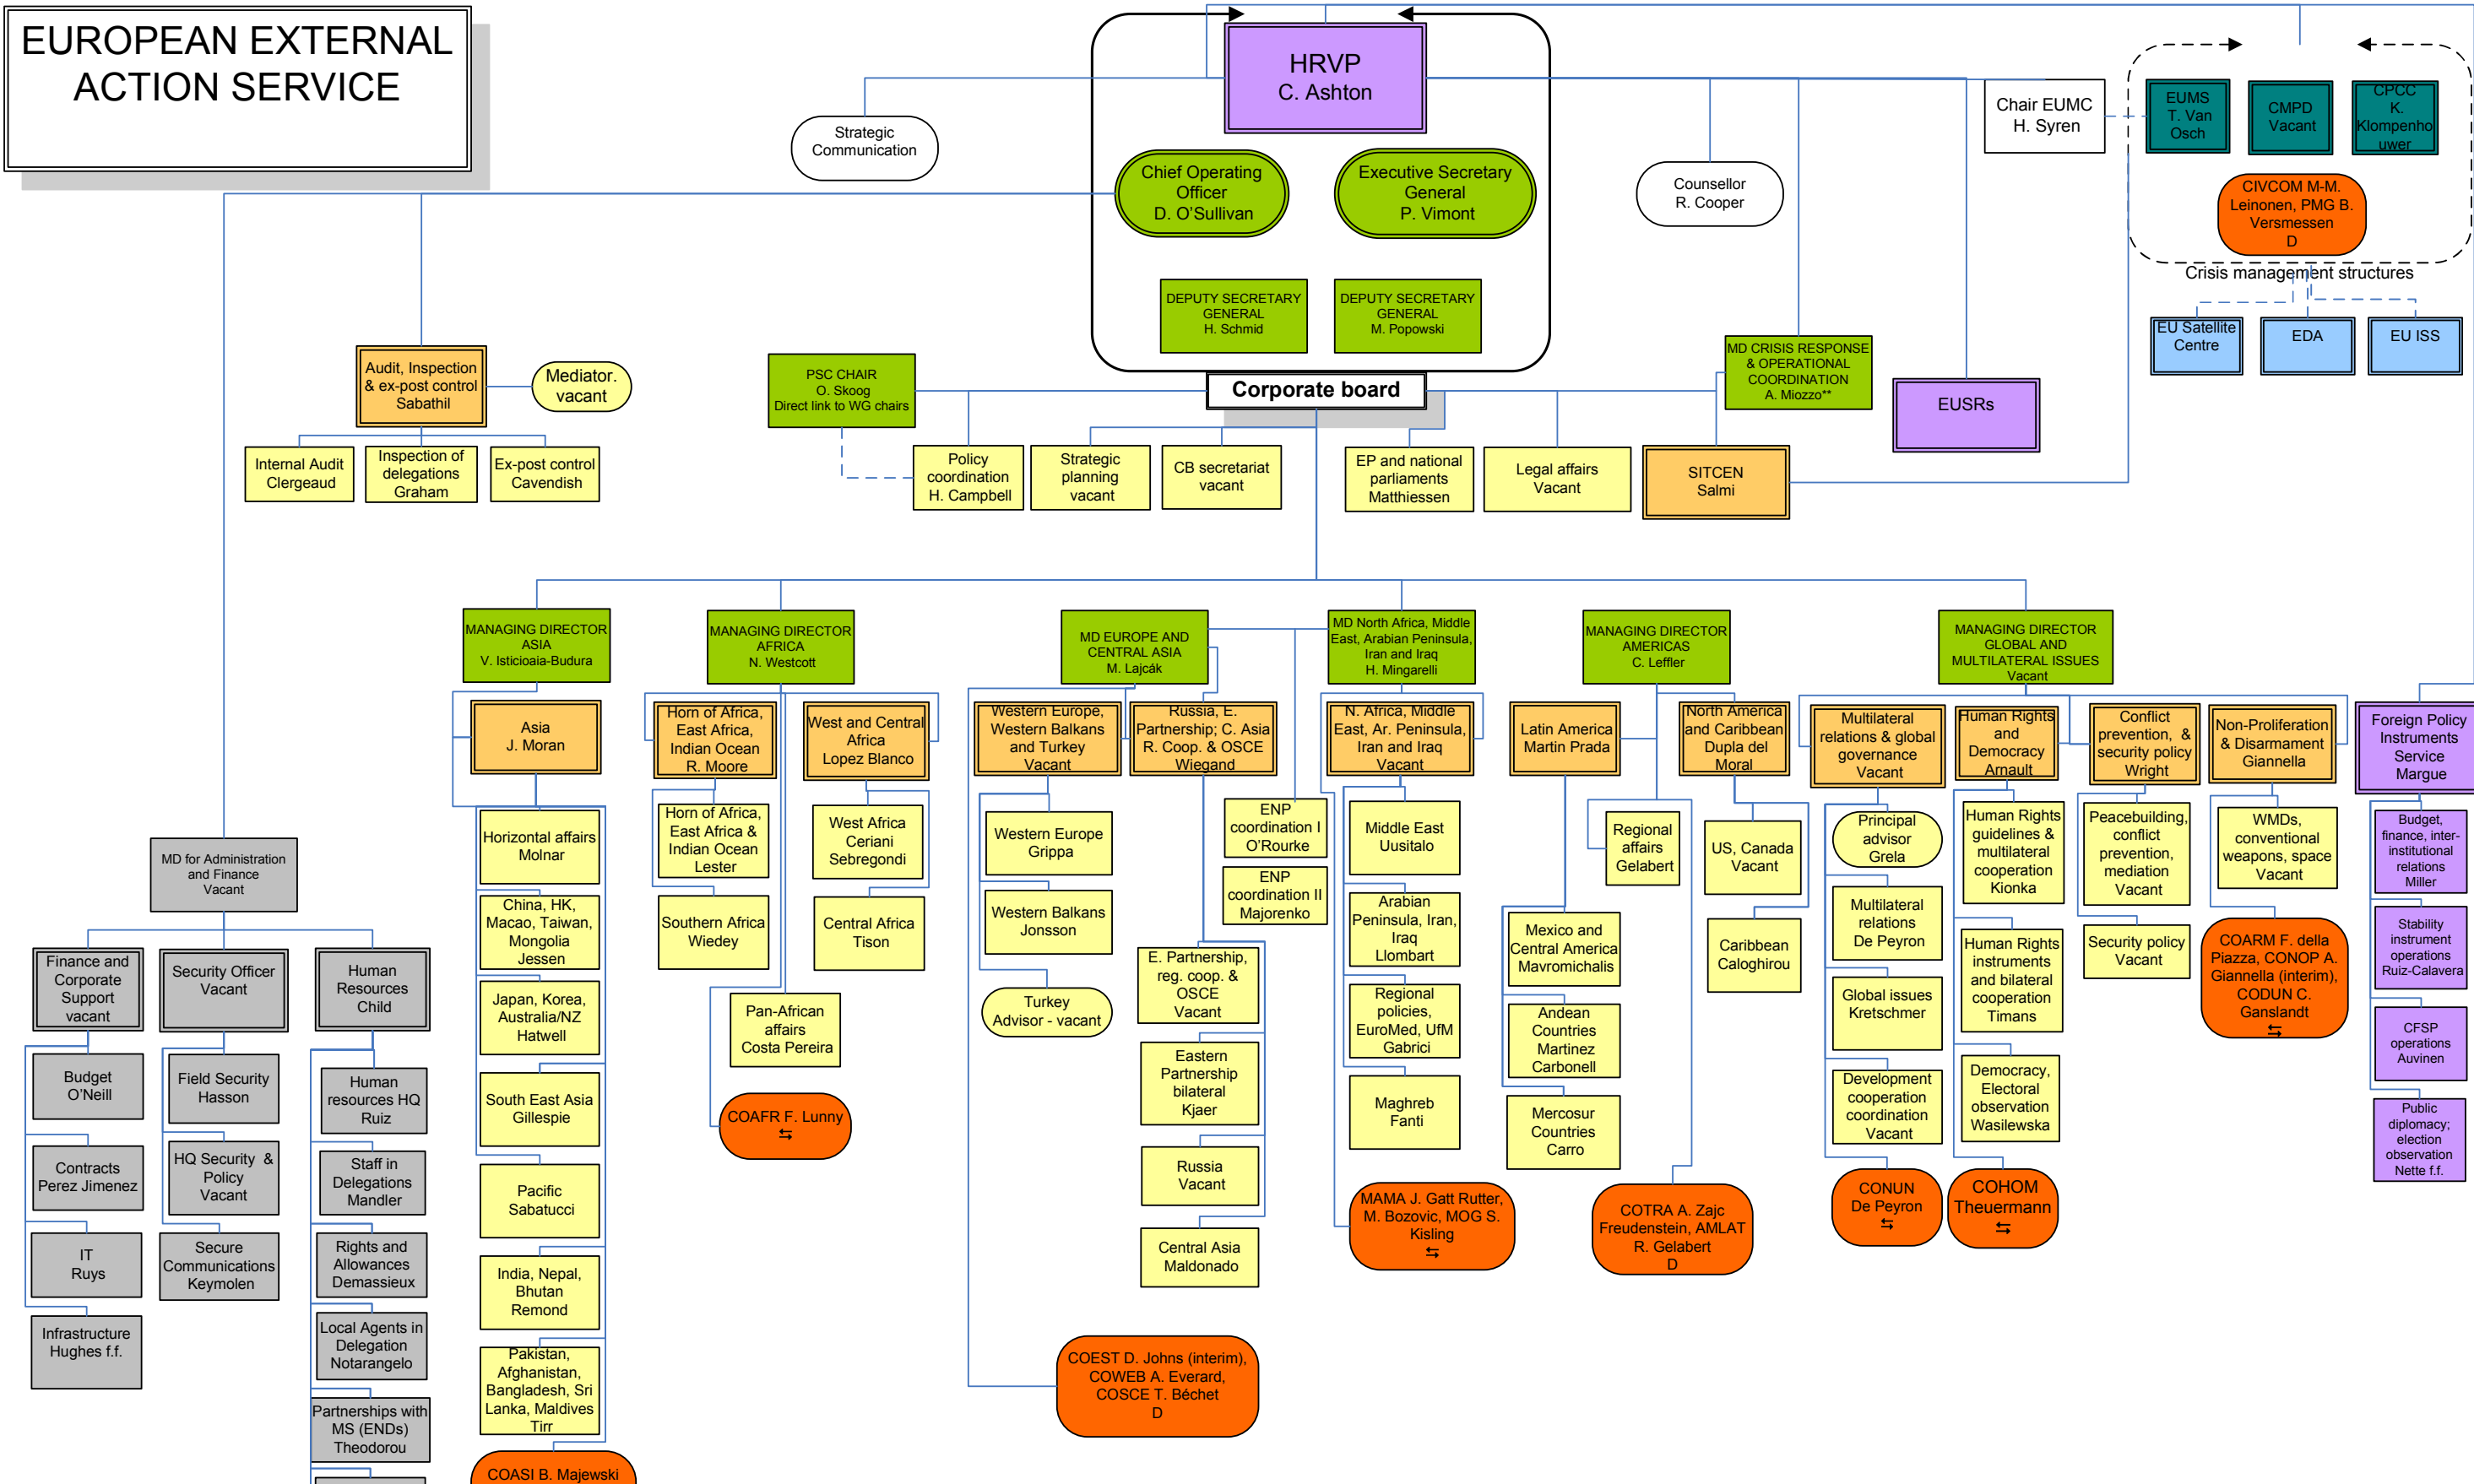 EUROPEAN EXTERNAL
ACTION SERVICE
HRVP
C. Ashton
Strategic
Communication
Chief Operating
Officer
D. O'Sullivan
Executive Secretary
General
P. Vimont
Counsellor
R. Cooper
Chair EUMC
H. Syren
EUMS
T. Van
Osch
CMPD
Vacant
CPCC
K.
Klompenho
uwer
CIVCOM M-M.
Leinonen, PMG B.
Versmessen
D
Crisis management structures
EU Satellite
Centre
EDA
EU ISS
DEPUTY SECRETARY
GENERAL
H. Schmid
DEPUTY SECRETARY
GENERAL
M. Popowski
Corporate board
Audit, Inspection
& ex-post control
Sabathil
Mediator.
vacant
Internal Audit
Clergeaud
Inspection of
delegations
Graham
Ex-post control
Cavendish
PSC CHAIR
O. Skoog
Direct link to WG chairs
MD CRISIS RESPONSE
& OPERATIONAL
COORDINATION
A. Miozzo**
EUSRs
Policy
coordination
H. Campbell
Strategic
planning
vacant
CB secretariat
vacant
EP and national
parliaments
Matthiessen
Legal affairs
Vacant
SITCEN
Salmi
MANAGING DIRECTOR
ASIA
V. Isticioaia-Budura
MANAGING DIRECTOR
AFRICA
N. Westcott
MD EUROPE AND
CENTRAL ASIA
M. Lajcák
MD North Africa, Middle
East, Arabian Peninsula,
Iran and Iraq
H. Mingarelli
MANAGING DIRECTOR
AMERICAS
C. Leffler
MANAGING DIRECTOR
GLOBAL AND
MULTILATERAL ISSUES
Vacant
Asia
J. Moran
Horn of Africa,
East Africa,
Indian Ocean
R. Moore
West and Central
Africa
Lopez Blanco
Western Europe,
Western Balkans
and Turkey
Vacant
Russia, E.
Partnership; C. Asia
R. Coop. & OSCE
Wiegand
N. Africa, Middle
East, Ar. Peninsula,
Iran and Iraq
Vacant
Latin America
Martin Prada
North America
and Caribbean
Dupla del
Moral
Multilateral
relations & global
governance
Vacant
Human Rights
and
Democracy
Arnault
Conflict
prevention, &
security policy
Wright
Non-Proliferation
& Disarmament
Giannella
Foreign Policy
Instruments
Service
Margue
MD for Administration
and Finance
Vacant
Finance and
Corporate
Support
vacant
Security Officer
Vacant
Human
Resources
Child
Budget
O'Neill
Contracts
Perez Jimenez
IT
Ruys
Infrastructure
Hughes f.f.
Field Security
Hasson
HQ Security &
Policy
Vacant
Secure
Communications
Keymolen
Human
resources HQ
Ruiz
Staff in
Delegations
Mandler
Rights and
Allowances
Demassieux
Local Agents in
Delegation
Notarangelo
Partnerships with
MS (ENDs)
Theodorou
Horizontal affairs
Molnar
China, HK,
Macao, Taiwan,
Mongolia
Jessen
Japan, Korea,
Australia/NZ
Hatwell
South East Asia
Gillespie
Pacific
Sabatucci
India, Nepal,
Bhutan
Remond
Pakistan,
Afghanistan,
Bangladesh, Sri
Lanka, Maldives
Tirr
COASI B. Majewski
Horn of Africa,
East Africa &
Indian Ocean
Lester
Southern Africa
Wiedey
West Africa
Ceriani
Sebregondi
Central Africa
Tison
Pan-African
affairs
Costa Pereira
COAFR F. Lunny
⇆
Western Europe
Grippa
Western Balkans
Jonsson
Turkey
Advisor - vacant
ENP
coordination I
O'Rourke
ENP
coordination II
Majorenko
E. Partnership,
reg. coop. &
OSCE
Vacant
Eastern
Partnership
bilateral
Kjaer
Russia
Vacant
Central Asia
Maldonado
COEST D. Johns (interim),
COWEB A. Everard,
COSCE T. Béchet
D
Middle East
Uusitalo
Arabian
Peninsula, Iran,
Iraq
Llombart
Regional
policies,
EuroMed, UfM
Gabrici
Maghreb
Fanti
MAMA J. Gatt Rutter,
M. Bozovic, MOG S.
Kisling
⇆
Regional
affairs
Gelabert
US, Canada
Vacant
Caribbean
Caloghirou
Mexico and
Central America
Mavromichalis
Andean
Countries
Martinez
Carbonell
Mercosur
Countries
Carro
COTRA A. Zajc
Freudenstein, AMLAT
R. Gelabert
D
Principal
advisor
Grela
Multilateral
relations
De Peyron
Global issues
Kretschmer
Development
cooperation
coordination
Vacant
CONUN
De Peyron
⇆
Human Rights
guidelines &
multilateral
cooperation
Kionka
Human Rights
instruments
and bilateral
cooperation
Timans
Democracy,
Electoral
observation
Wasilewska
COHOM
Theuermann
⇆
Peacebuilding,
conflict
prevention,
mediation
Vacant
Security policy
Vacant
WMDs,
conventional
weapons, space
Vacant
COARM F. della
Piazza, CONOP A.
Giannella (interim),
CODUN C.
Ganslandt
⇆
Budget,
finance, inter-
institutional
relations
Miller
Stability
instrument
operations
Ruiz-Calavera
CFSP
operations
Auvinen
Public
diplomacy;
election
observation
Nette f.f.